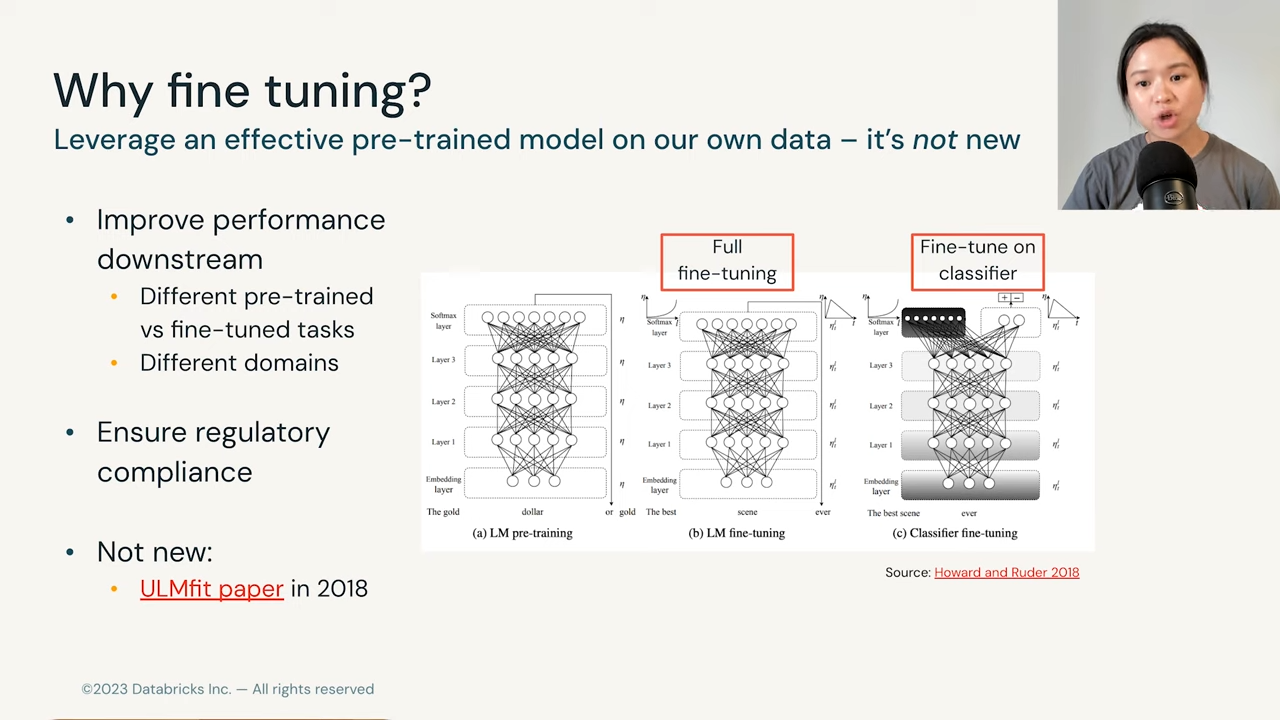 Why fine tuning?
Leverage an effective pre-trained model on our own data – it's not new
• Improve performance
downstream
• Different pre-trained
vs fine-tuned tasks
• Different domains
• Ensure regulatory
compliance
• Not new:
• ULMfit paper in 2018
Full
fine-tuning
Fine-tune on
classifier
Softmax
layer
η
Layer 3
η
Layer 2
η
Layer 1
η
Embedding
layer
η
The gold
dollar
or
gold
(a) LM pre-training
η
t
η
t
Softmax
layer
Layer 3
Layer 2
Layer 1
Embedding
layer
The best
scene
ever
(b) LM fine-tuning
η
t
+ −
η
t
Softmax
layer
Layer 3
Layer 2
Layer 1
Embedding
layer
The best scene
ever
(c) Classifier fine-tuning
Source: Howard and Ruder 2018
©2023 Databricks Inc. — All rights reserved